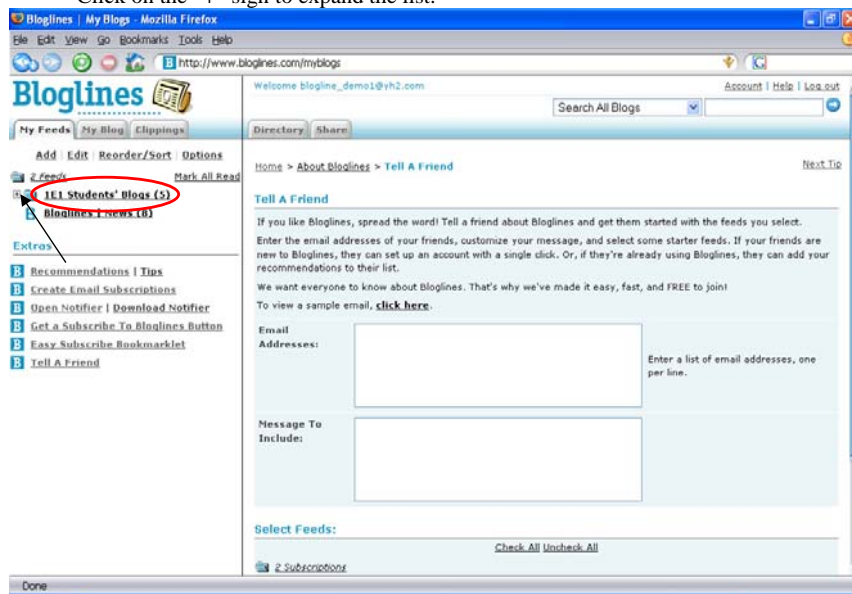 Click on the "+" sign to expand the list.
Bloglines | My Blogs - Mozilla Firefox
File Edit View Go Bookmarks Tools Help
http://www.bloglines.com/myblogs
Bloglines
Welcome blogline_demo1@yh2.com
Account | Help | Log out
Search All Blogs
My Feeds My Blog Clippings
Directory Share
Add | Edit | Reorder/Sort | Options
2 feeds Mark All Read
1E1 Students' Blogs (5)
Bloglines | News (8)
Extras
Recommendations | Tips
Create Email Subscriptions
Open Notifier | Download Notifier
Get a Subscribe To Bloglines Button
Easy Subscribe Bookmarklet
Tell A Friend
Home > About Bloglines > Tell A Friend
Next Tip
Tell A Friend
If you like Bloglines, spread the word! Tell a friend about Bloglines and get them started with the feeds you select.
Enter the email addresses of your friends, customize your message, and select some starter feeds. If your friends are
new to Bloglines, they can set up an account with a single click. Or, if they're already using Bloglines, they can add your
recommendations to their list.
We want everyone to know about Bloglines. That's why we've made it easy, fast, and FREE to join!
To view a sample email, click here.
Email
Addresses:
Enter a list of email addresses, one
per line.
Message To
Include:
Select Feeds:
Check All Uncheck All
2 Subscriptions
Done